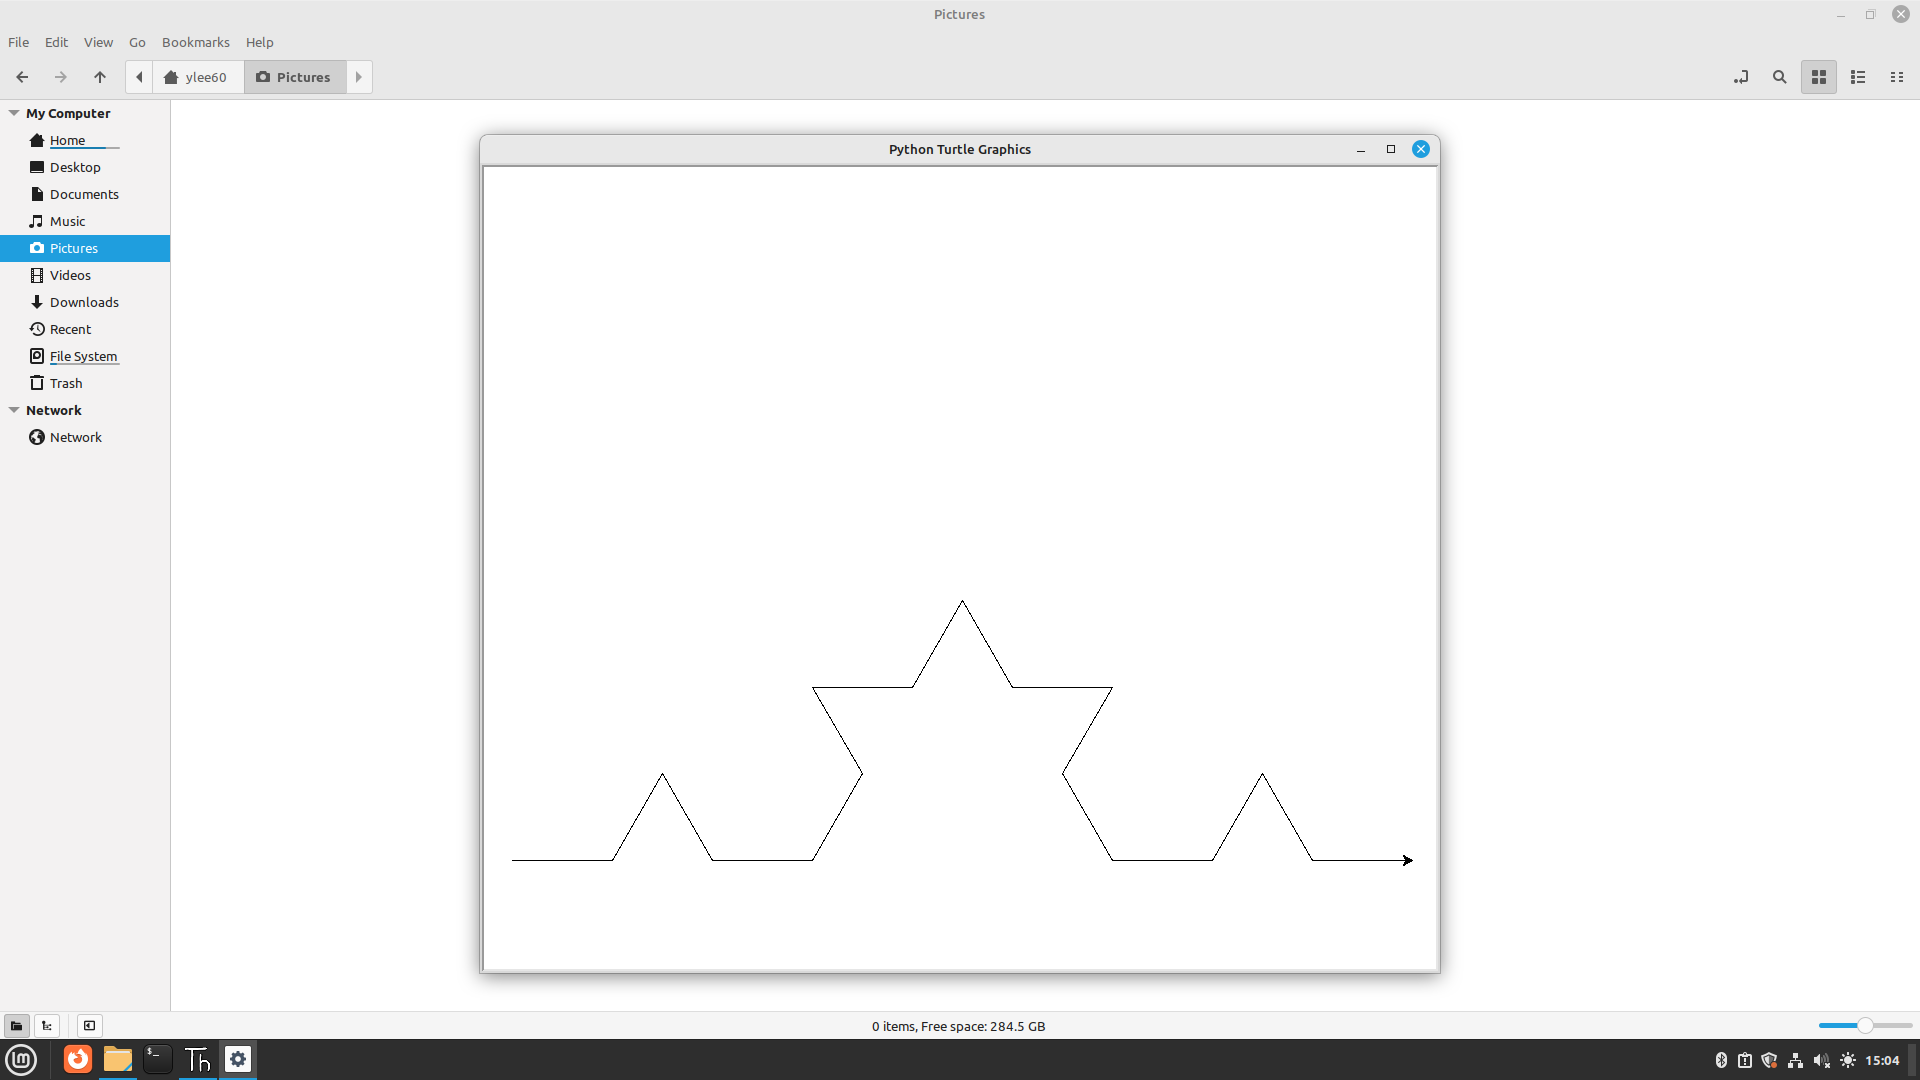 Pictures
File Edit View Go Bookmarks Help
ylee60 Pictures
My Computer
Home
Desktop
Documents
Music
Pictures
Videos
Downloads
Recent
File System
Trash
Network
Network
Python Turtle Graphics
0 items, Free space: 284.5 GB
$_ Th 15:04